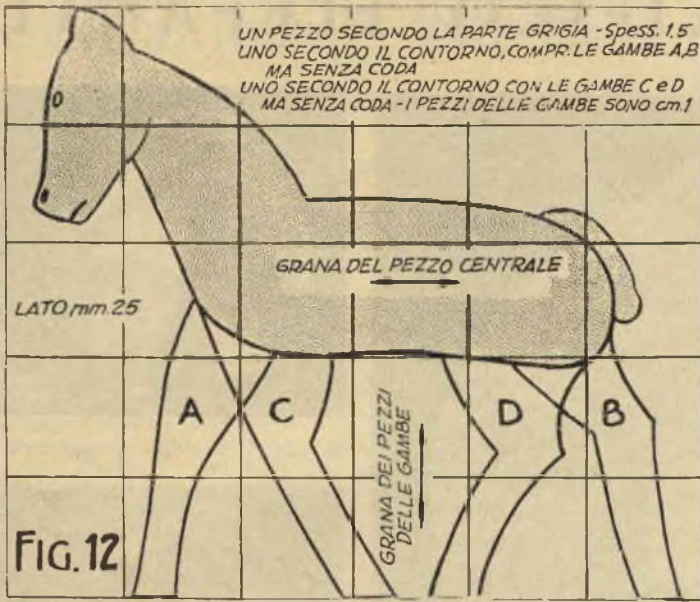 UN PEZZO SECONDO LA PARTE GRIGIA - Spess. 1,5
UNO SECONDO IL CONTORNO, COMPR. LE GAMBE A,B
MA SENZA CODA
UNO SECONDO IL CONTORNO CON LE GAMBE C e D
MA SENZA CODA - I PEZZI DELLE GAMBE SONO cm.1
GRANA DEL PEZZO CENTRALE
LATO mm.25
A
C
D
B
GRANA DEI PEZZI
DELLE GAMBE
FIG. 12